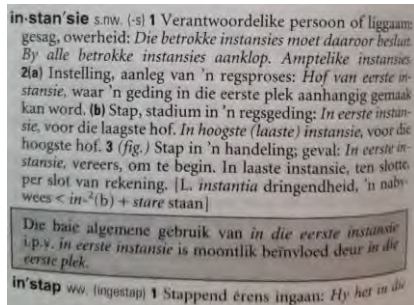 in·stan'sie s.nw. (-s) 1 Verantwoordelike persoon of liggaam:
gesag, owerheid: Die betrokke instansies moet daaroor besluit.
By alle betrokke instansies aanklop. Amptelike instansies
2(a) Instelling, aanleg van 'n regsproses: Hof van eerste in-
stansie, waar 'n geding in die eerste plek aanhangig gemaak
kan word. (b) Stap, stadium in 'n regsgeding: In eerste instan-
sie, voor die laagste hof. In hoogste (laaste) instansie, voor die
hoogste hof. 3 (fig.) Stap in 'n handeling; geval: In eerste in-
stansie, vereers, om te begin. In laaste instansie, ten slotte,
per slot van rekening. [L. instantia dringendheid, 'n naby-
wees < in-²(b) + stare staan]
Die baie algemene gebruik van in die eerste instansie
i.p.v. in eerste instansie is moontlik beïnvloed deur in die
eerste plek.
in'stap ww. (ingestap) 1 Stappend êrens ingaan: Hy het in die